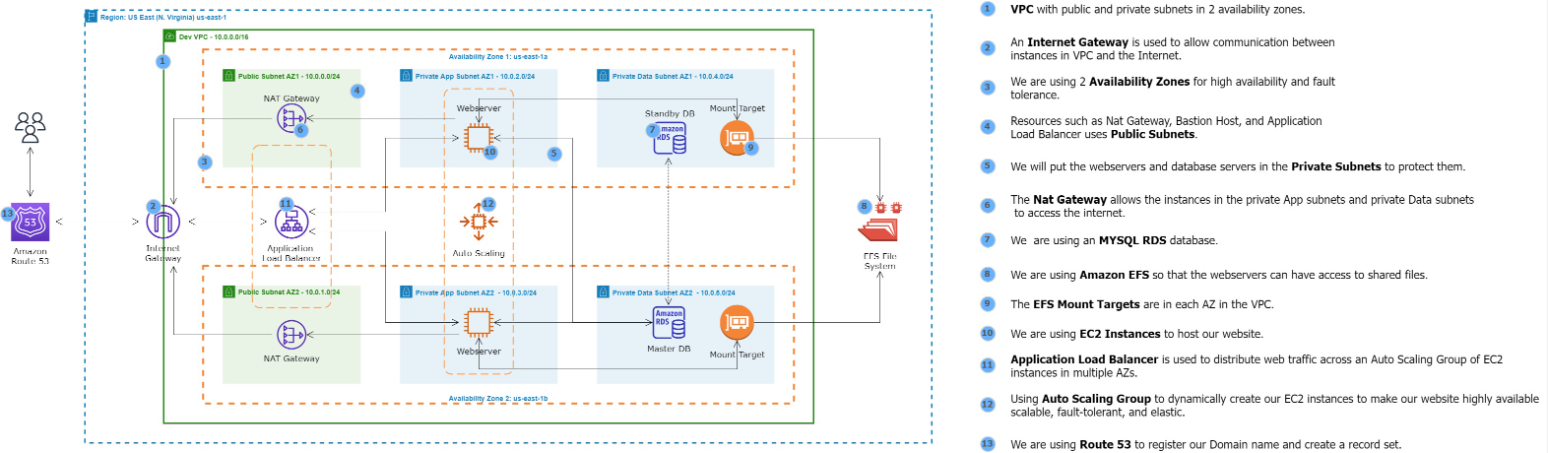 Region: US East (N. Virginia) us-east-1
Dev VPC - 10.0.0.0/16
1
Availability Zone 1: us-east-1a
Public Subnet AZ1 - 10.0.0.0/24
Private App Subnet AZ1 - 10.0.2.0/24
Private Data Subnet AZ1 - 10.0.4.0/24
4
NAT Gateway
6
Webserver
10
5
Standby DB
7
Amazon
RDS
Mount Target
9
3
13
53
Amazon
Route 53
2
Internet
Gateway
11
Application
Load Balancer
12
Auto Scaling
8
EFS File
System
Public Subnet AZ2 - 10.0.1.0/24
Private App Subnet AZ2 - 10.0.3.0/24
Private Data Subnet AZ2 - 10.0.5.0/24
NAT Gateway
Webserver
Amazon
RDS
Master DB
Mount Target
Availability Zone 2: us-east-1b
1 VPC with public and private subnets in 2 availability zones.
2 An Internet Gateway is used to allow communication between
instances in VPC and the Internet.
3 We are using 2 Availability Zones for high availability and fault
tolerance.
4 Resources such as Nat Gateway, Bastion Host, and Application
Load Balancer uses Public Subnets.
5 We will put the webservers and database servers in the Private Subnets to protect them.
6 The Nat Gateway allows the instances in the private App subnets and private Data subnets
to access the internet.
7 We are using an MYSQL RDS database.
8 We are using Amazon EFS so that the webservers can have access to shared files.
9 The EFS Mount Targets are in each AZ in the VPC.
10 We are using EC2 Instances to host our website.
11 Application Load Balancer is used to distribute web traffic across an Auto Scaling Group of EC2
instances in multiple AZs.
12 Using Auto Scaling Group to dynamically create our EC2 instances to make our website highly available
scalable, fault-tolerant, and elastic.
13 We are using Route 53 to register our Domain name and create a record set.